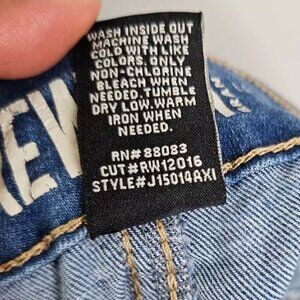 WASH INSIDE OUT
MACHINE WASH
COLD WITH LIKE
COLORS. ONLY
NON-CHLORINE
BLEACH WHEN
NEEDED. TUMBLE
DRY LOW. WARM
IRON WHEN
NEEDED.
RN#88083
CUT#RW12016
STYLE#J15014AX1